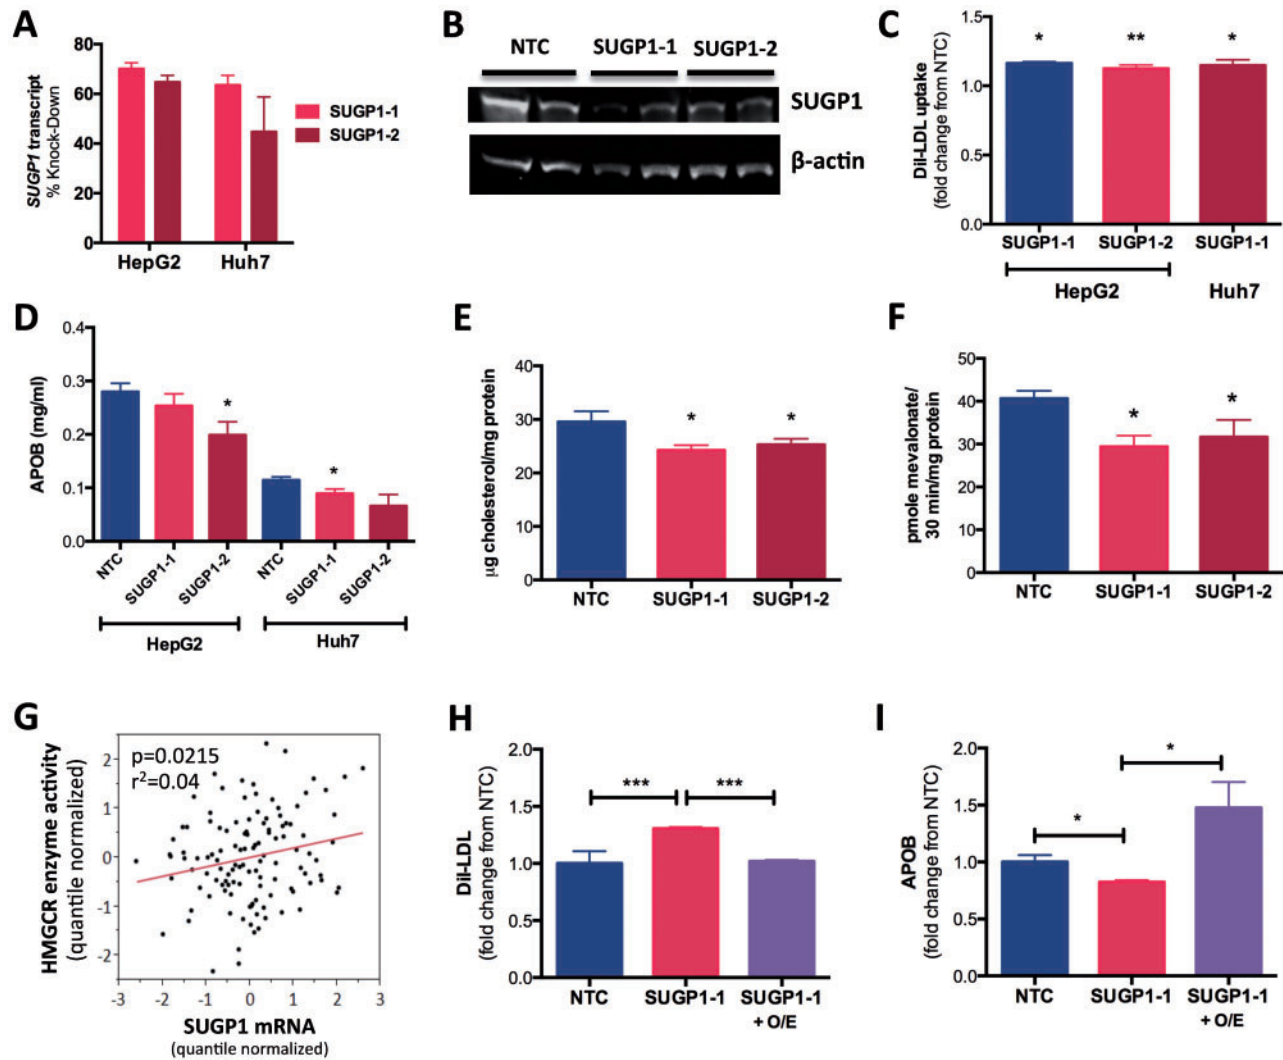 A
SUGP1 transcript
% Knock-Down
80
60
40
20
0
HepG2
Huh7
SUGP1-1
SUGP1-2
B
NTC
SUGP1-1
SUGP1-2
SUGP1
β-actin
C
DiI-LDL uptake
(fold change from NTC)
1.5
1.0
0.5
0.0
*
**
*
SUGP1-1
SUGP1-2
SUGP1-1
HepG2
Huh7
D
APOB (mg/ml)
0.4
0.3
0.2
0.1
0.0
*
*
NTC
SUGP1-1
SUGP1-2
NTC
SUGP1-1
SUGP1-2
HepG2
Huh7
E
µg cholesterol/mg protein
40
30
20
10
0
*
*
NTC
SUGP1-1
SUGP1-2
F
pmole mevalonate/
30 min/mg protein
50
40
30
20
10
0
*
*
NTC
SUGP1-1
SUGP1-2
G
HMGCR enzyme activity
(quantile normalized)
p=0.0215
r²=0.04
2
1
0
-1
-2
-3
-2
-1
0
1
2
3
SUGP1 mRNA
(quantile normalized)
H
DiI-LDL
(fold change from NTC)
2.0
1.5
1.0
0.5
0.0
***
***
NTC
SUGP1-1
SUGP1-1
+ O/E
I
APOB
(fold change from NTC)
2.0
1.5
1.0
0.5
0.0
*
*
NTC
SUGP1-1
SUGP1-1
+ O/E